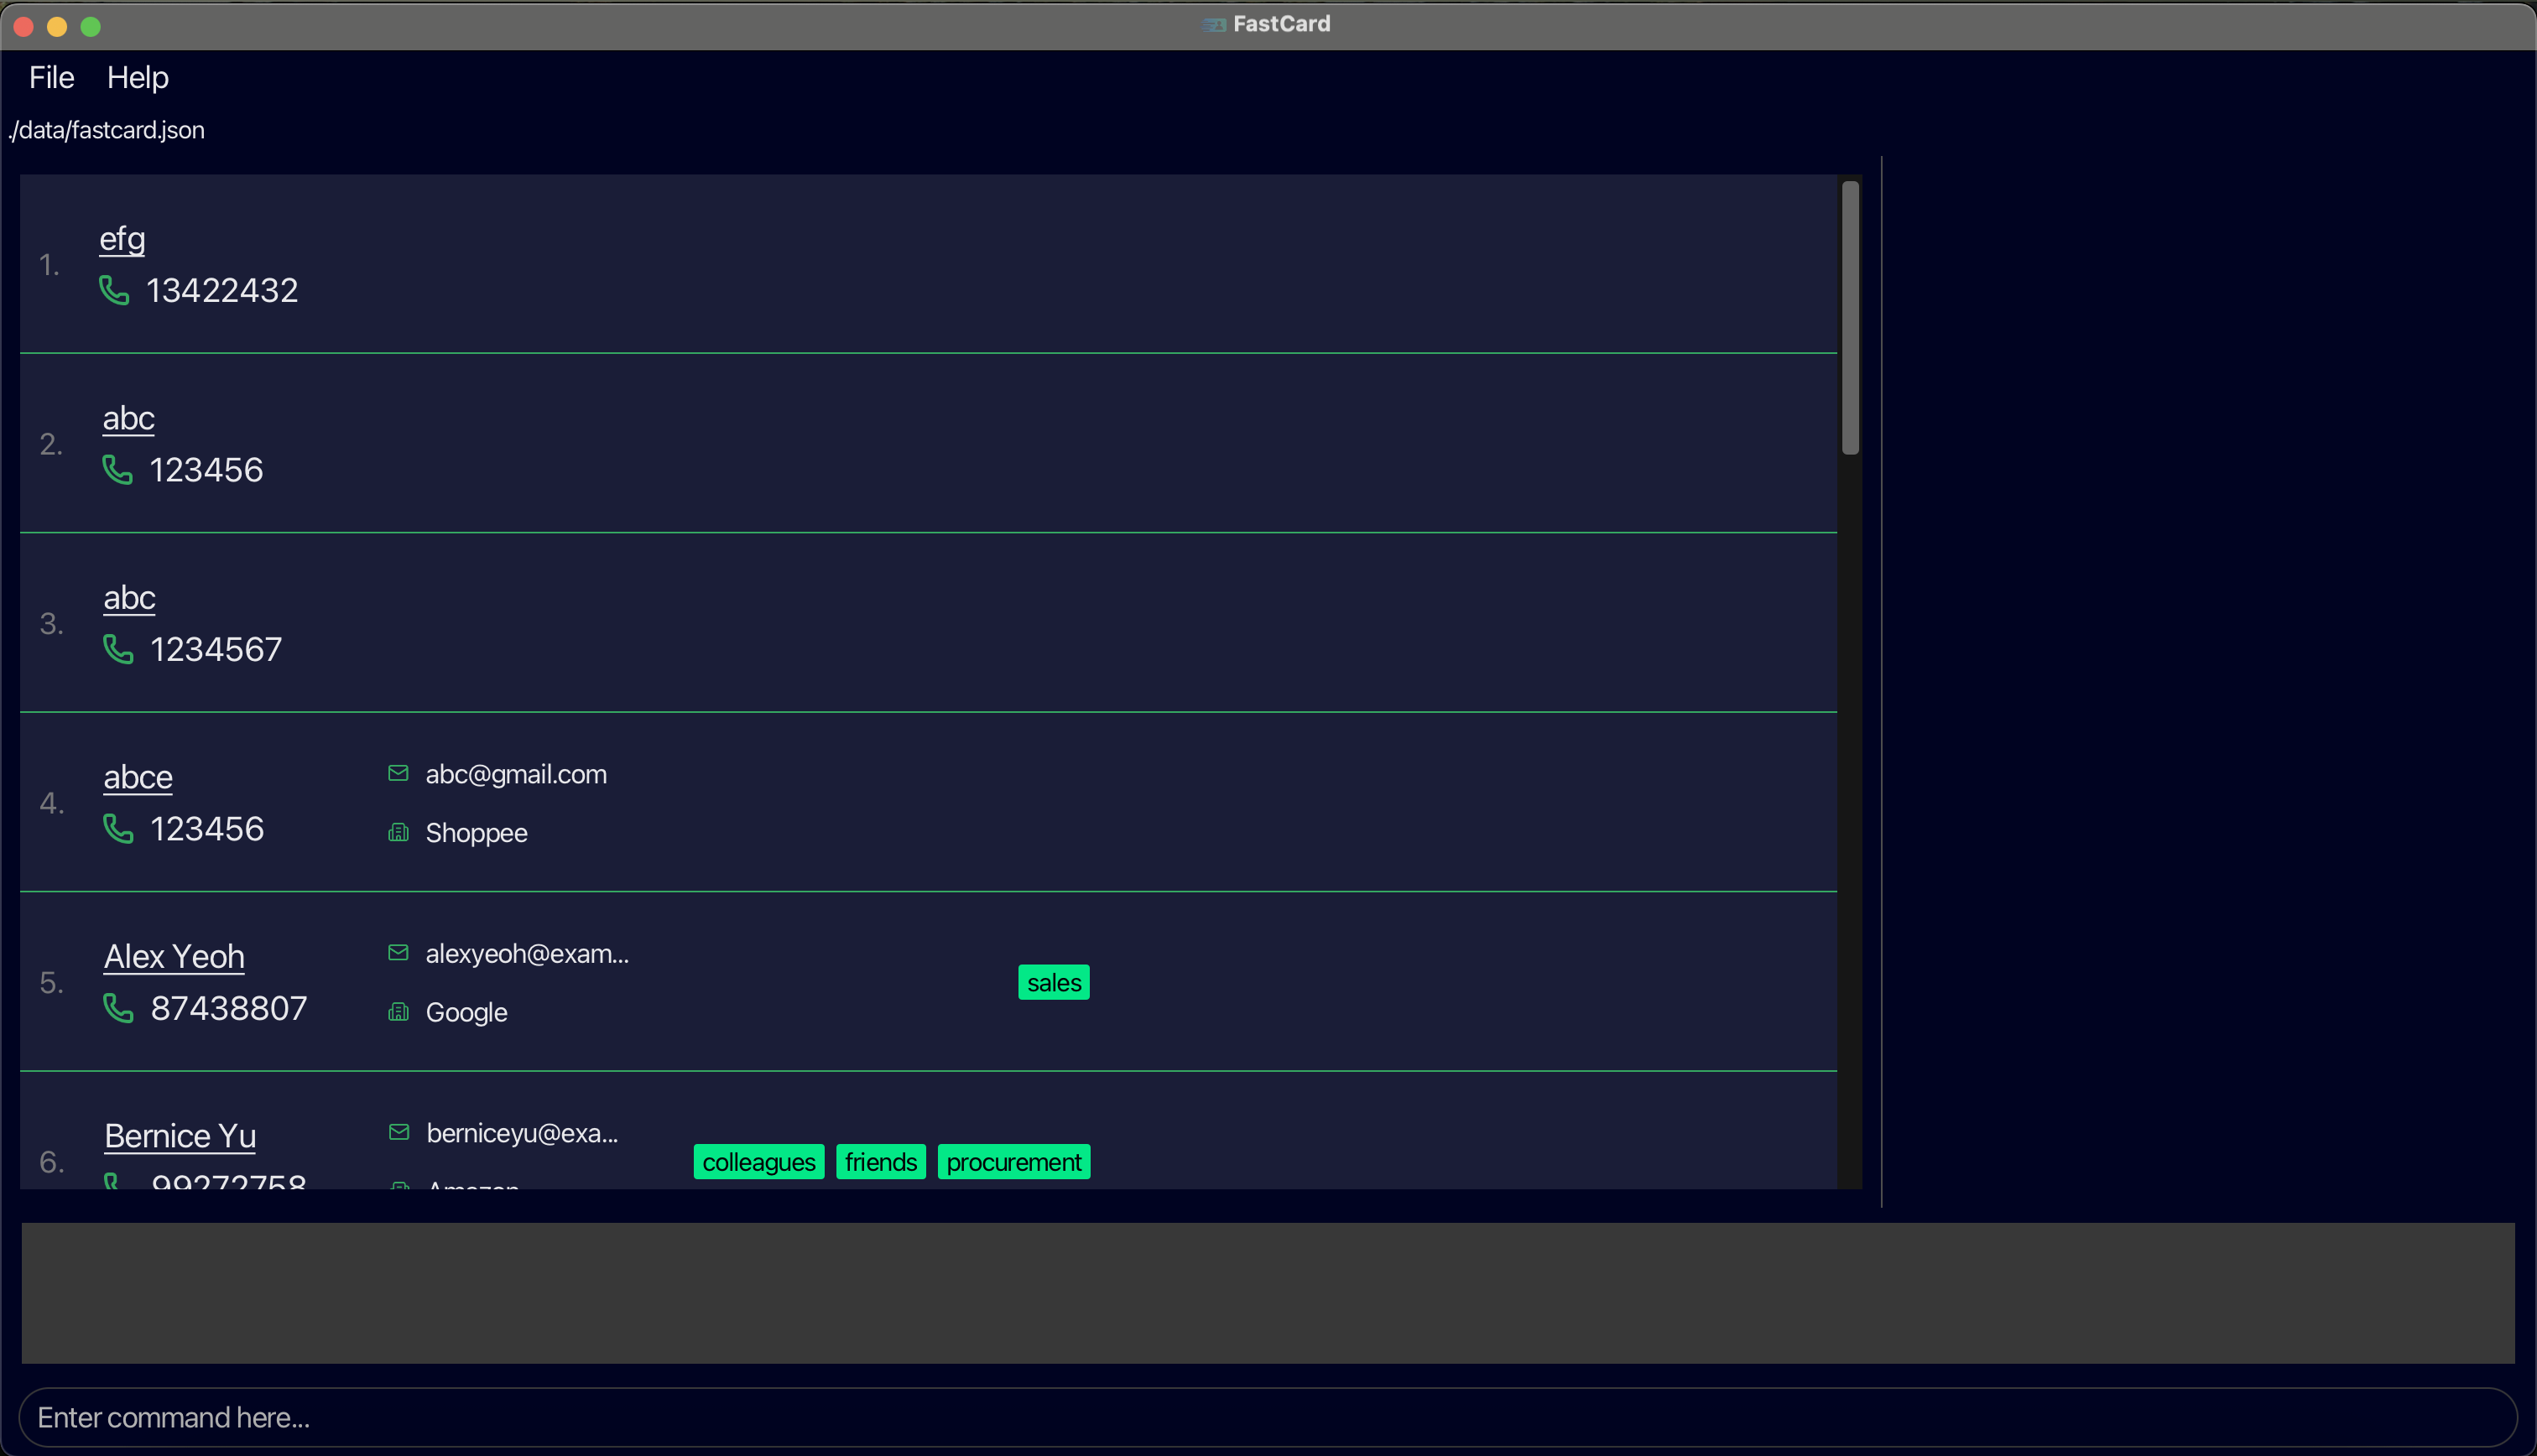 FastCard
File Help
./data/fastcard.json
1. efg
13422432
2. abc
123456
3. abc
1234567
4. abce
123456
abc@gmail.com
Shoppee
5. Alex Yeoh
87438807
alexyeoh@exam...
Google
sales
6. Bernice Yu
99272758
berniceyu@exa...
Amazon
colleagues friends procurement
Enter command here...